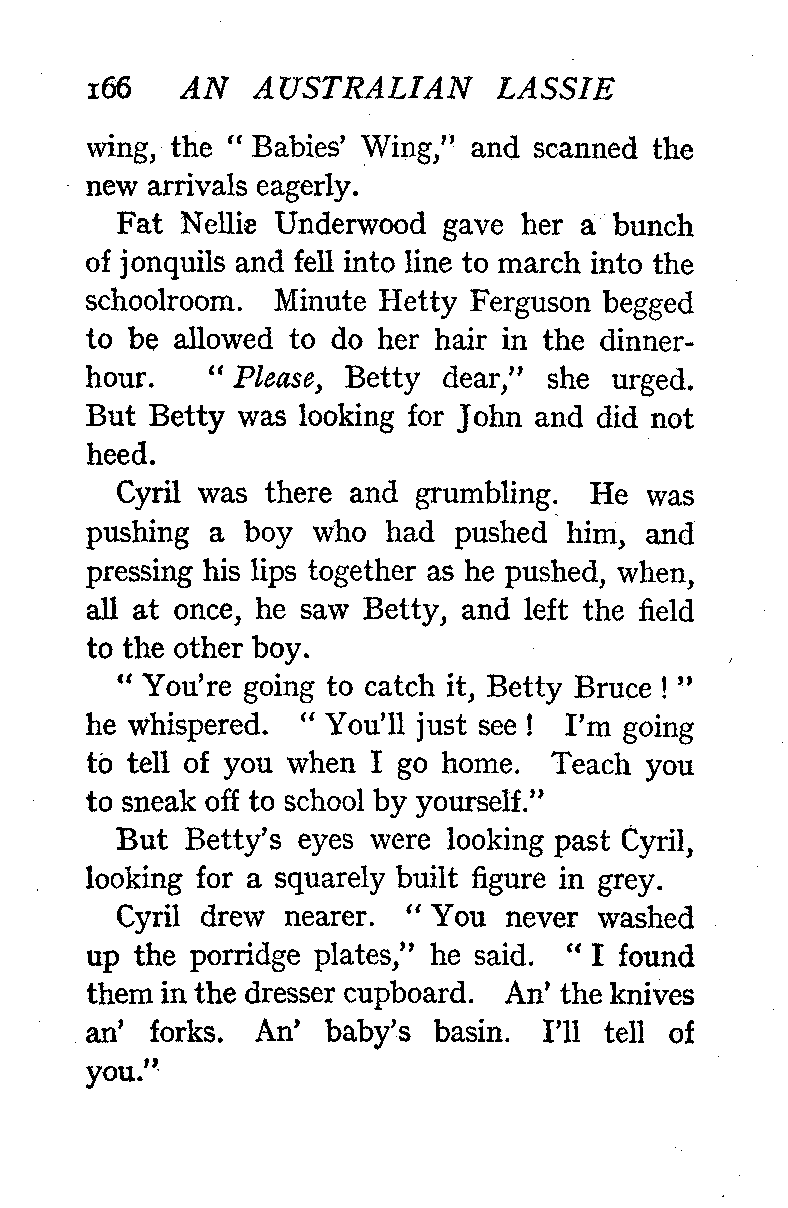 166 AN AUSTRALIAN LASSIE
wing, the “ Babies’ Wing,” and scanned the
new arrivals eagerly.
Fat Nellie Underwood gave her a bunch
of jonquils and fell into line to march into the
schoolroom. Minute Hetty Ferguson begged
to be allowed to do her hair in the dinner-
hour. “ Please, Betty dear,” she urged.
But Betty was looking for John and did not
heed.
Cyril was there and grumbling. He was
pushing a boy who had pushed him, and
pressing his lips together as he pushed, when,
all at once, he saw Betty, and left the field
to the other boy.
“ You’re going to catch it, Betty Bruce ! ”
he whispered. “ You’ll just see ! I’m going
to tell of you when I go home. Teach you
to sneak off to school by yourself.”
But Betty’s eyes were looking past Cyril,
looking for a squarely built figure in grey.
Cyril drew nearer. “ You never washed
up the porridge plates,” he said. “ I found
them in the dresser cupboard. An’ the knives
an’ forks. An’ baby’s basin. I’ll tell of
you.”